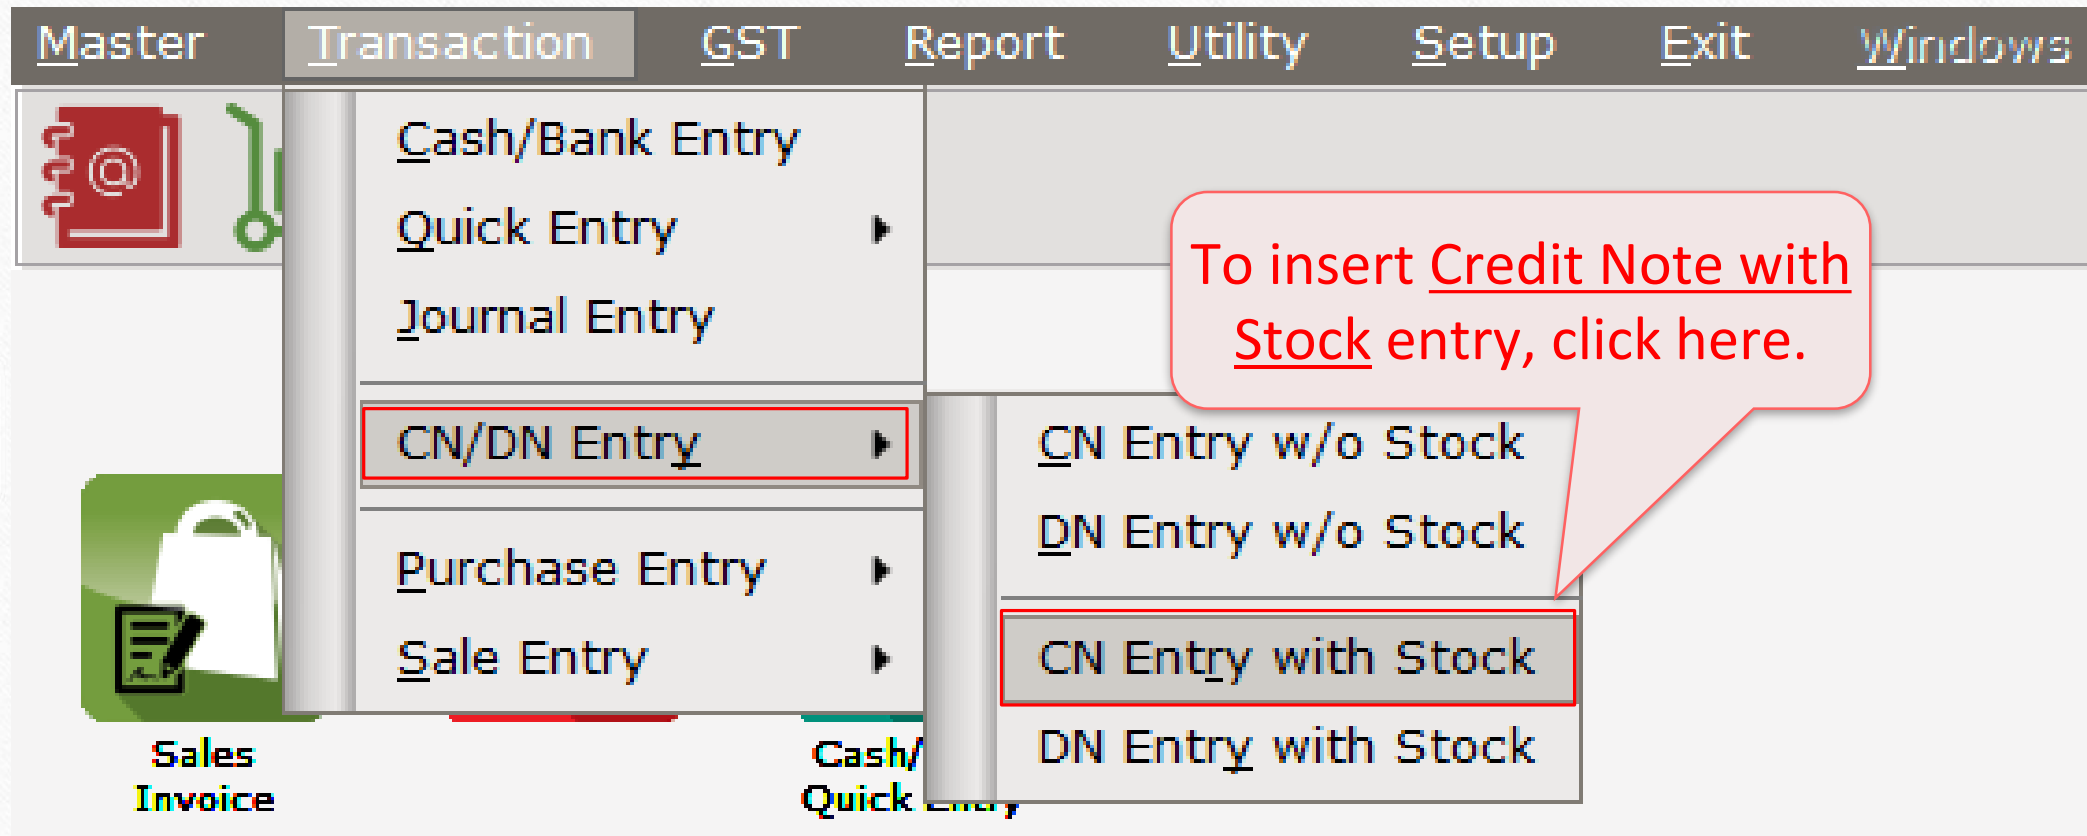 Master Transaction GST Report Utility Setup Exit Windows
Cash/Bank Entry
Quick Entry
Journal Entry
CN/DN Entry
Purchase Entry
Sale Entry
To insert Credit Note with
Stock entry, click here.
CN Entry w/o Stock
DN Entry w/o Stock
CN Entry with Stock
DN Entry with Stock
Sales
Invoice
Cash/
Quick Entry